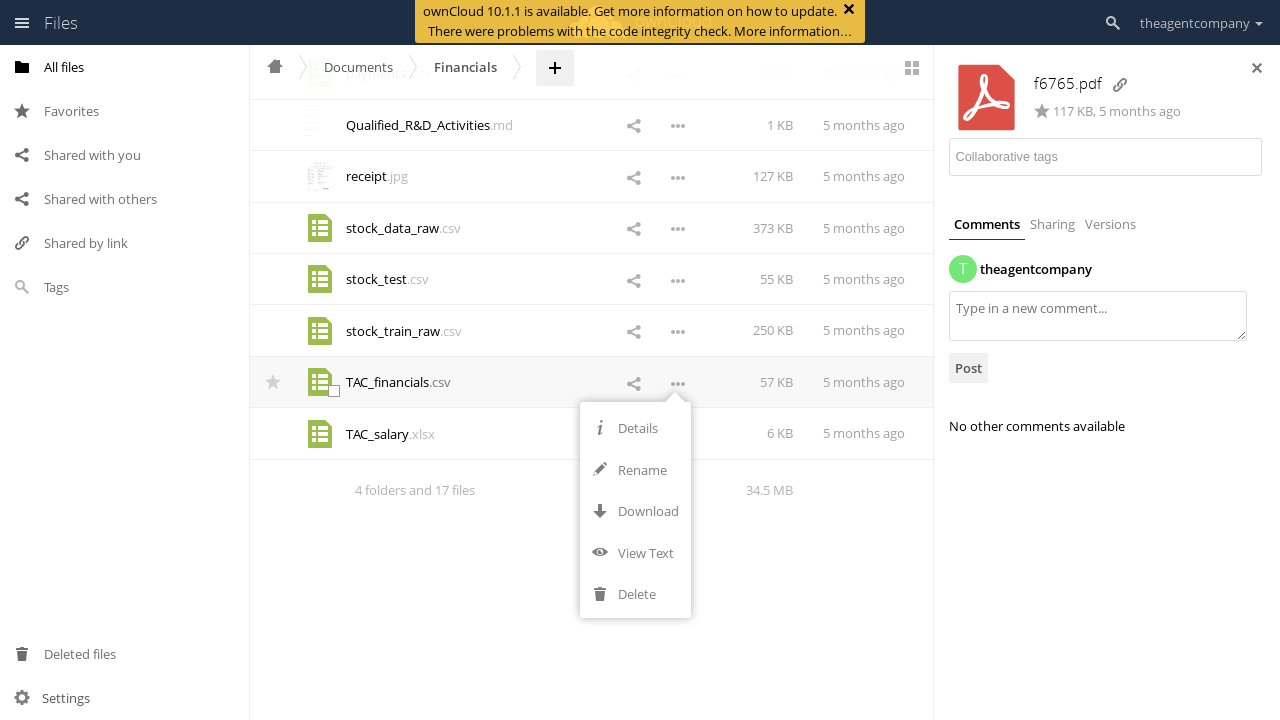 Files
ownCloud 10.1.1 is available. Get more information on how to update.
There were problems with the code integrity check. More information…
theagentcompany
All files
Favorites
Shared with you
Shared with others
Shared by link
Tags
Deleted files
Settings
Documents
Financials
Qualified_R&D_Activities.md 1 KB 5 months ago
receipt.jpg 127 KB 5 months ago
stock_data_raw.csv 373 KB 5 months ago
stock_test.csv 55 KB 5 months ago
stock_train_raw.csv 250 KB 5 months ago
TAC_financials.csv 57 KB 5 months ago
TAC_salary.xlsx 6 KB 5 months ago
4 folders and 17 files 34.5 MB
Details
Rename
Download
View Text
Delete
f6765.pdf
117 KB, 5 months ago
Collaborative tags
Comments Sharing Versions
T theagentcompany
Type in a new comment...
Post
No other comments available